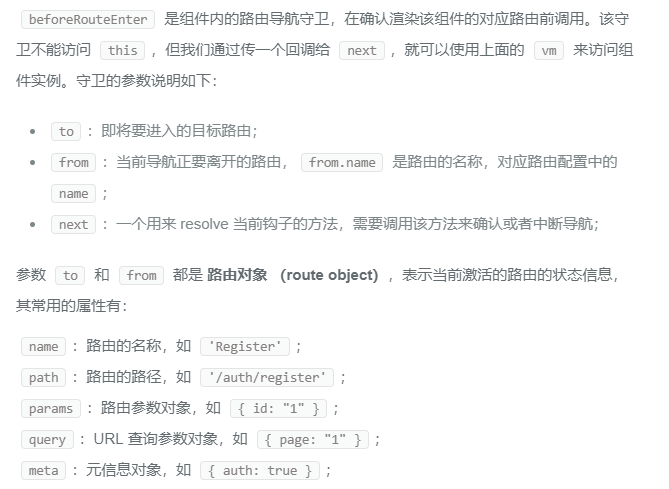 beforeRouteEnter 是组件内的路由导航守卫，在确认渲染该组件的对应路由前调用。该守
卫不能访问 this ，但我们通过传一个回调给 next ，就可以使用上面的 vm 来访问组
件实例。守卫的参数说明如下：
• to ：即将要进入的目标路由；
• from ：当前导航正要离开的路由， from.name 是路由的名称，对应路由配置中的
name ；
• next ：一个用来 resolve 当前钩子的方法，需要调用该方法来确认或者中断导航；
参数 to 和 from 都是 路由对象 （route object） ，表示当前激活的路由的状态信息，
其常用的属性有：
name ：路由的名称，如 'Register' ；
path ：路由的路径，如 '/auth/register' ；
params ：路由参数对象，如 { id: "1" } ；
query ：URL 查询参数对象，如 { page: "1" } ；
meta ：元信息对象，如 { auth: true } ；